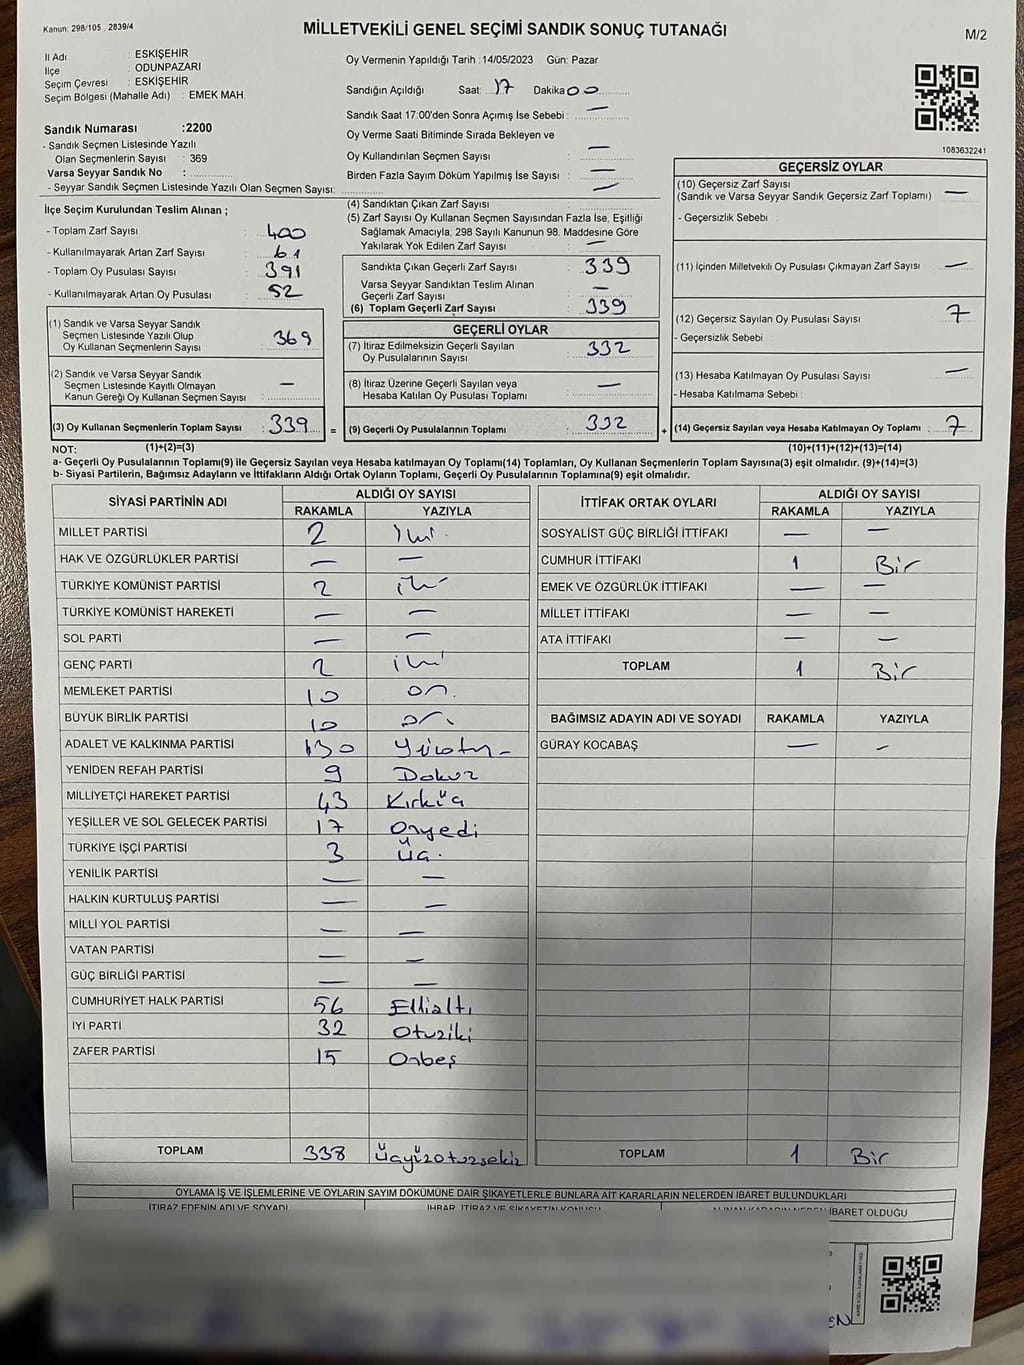 Kanun: 298/105 2839/4
MİLLETVEKİLİ GENEL SEÇİMİ SANDIK SONUÇ TUTANAĞI
M/2
İl Adı : ESKİŞEHİR
İlçe : ODUNPAZARI
Seçim Çevresi : ESKİŞEHİR
Seçim Bölgesi (Mahalle Adı) : EMEK MAH.
Sandık Numarası :2200
- Sandık Seçmen Listesinde Yazılı
Olan Seçmenlerin Sayısı : 369
Varsa Seyyar Sandık No :
- Seyyar Sandık Seçmen Listesinde Yazılı Olan Seçmen Sayısı:
Oy Vermenin Yapıldığı Tarih : 14/05/2023 Gün: Pazar
Sandığın Açıldığı Saat: 17 Dakika 00
Sandık Saat 17:00'den Sonra Açımış İse Sebebi : —
Oy Verme Saati Bitiminde Sırada Bekleyen ve
Oy Kullandırılan Seçmen Sayısı : —
Birden Fazla Sayım Döküm Yapılmış İse Sayısı : —
1083632241
İlçe Seçim Kurulundan Teslim Alınan ;
- Toplam Zarf Sayısı : 400
- Kullanılmayarak Artan Zarf Sayısı : 61
- Toplam Oy Pusulası Sayısı : 391
- Kullanılmayarak Artan Oy Pusulası : 52
(1) Sandık ve Varsa Seyyar Sandık
Seçmen Listesinde Yazılı Olup
Oy Kullanan Seçmenlerin Sayısı : 369
(2) Sandık ve Varsa Seyyar Sandık
Seçmen Listesinde Kayıtlı Olmayan
Kanun Gereği Oy Kullanan Seçmen Sayısı : —
(3) Oy Kullanan Seçmenlerin Toplam Sayısı : 339 =
(4) Sandıktan Çıkan Zarf Sayısı : —
(5) Zarf Sayısı Oy Kullanan Seçmen Sayısından Fazla İse, Eşitliği
Sağlamak Amacıyla; 298 Sayılı Kanunun 98. Maddesine Göre
Yakılarak Yok Edilen Zarf Sayısı : —
Sandıkta Çıkan Geçerli Zarf Sayısı : 339
Varsa Seyyar Sandıktan Teslim Alınan
Geçerli Zarf Sayısı : —
(6) Toplam Geçerli Zarf Sayısı : 339
GEÇERLİ OYLAR
(7) İtiraz Edilmeksizin Geçerli Sayılan
Oy Pusulalarının Sayısı : 332
(8) İtiraz Üzerine Geçerli Sayılan veya
Hesaba Katılan Oy Pusulası Toplamı : —
(9) Geçerli Oy Pusulalarının Toplamı : 332 +
GEÇERSİZ OYLAR
(10) Geçersiz Zarf Sayısı
(Sandık ve Varsa Seyyar Sandık Geçersiz Zarf Toplamı) : —
- Geçersizlik Sebebi :
(11) İçinden Milletvekili Oy Pusulası Çıkmayan Zarf Sayısı : —
(12) Geçersiz Sayılan Oy Pusulası Sayısı : 7
- Geçersizlik Sebebi :
(13) Hesaba Katılmayan Oy Pusulası Sayısı : —
- Hesaba Katılmama Sebebi :
(14) Geçersiz Sayılan veya Hesaba Katılmayan Oy Toplamı : 7
NOT: (1)+(2)=(3) (10)+(11)+(12)+(13)=(14)
a- Geçerli Oy Pusulalarının Toplamı(9) ile Geçersiz Sayılan veya Hesaba katılmayan Oy Toplamı(14) Toplamları, Oy Kullanan Seçmenlerin Toplam Sayısına(3) eşit olmalıdır. (9)+(14)=(3)
b- Siyasi Partilerin, Bağımsız Adayların ve İttifakların Aldığı Ortak Oyların Toplamı, Geçerli Oy Pusulalarının Toplamına(9) eşit olmalıdır.
SİYASİ PARTİNİN ADI ALDIĞI OY SAYISI
RAKAMLA YAZIYLA
MİLLET PARTİSİ 2 iki
HAK VE ÖZGÜRLÜKLER PARTİSİ — —
TÜRKİYE KOMÜNİST PARTİSİ 2 iki
TÜRKİYE KOMÜNİST HAREKETİ — —
SOL PARTİ — —
GENÇ PARTİ 2 iki
MEMLEKET PARTİSİ 10 on.
BÜYÜK BİRLİK PARTİSİ 10 on.
ADALET VE KALKINMA PARTİSİ 130 Yüzotuz
YENİDEN REFAH PARTİSİ 9 Dokuz
MİLLİYETÇİ HAREKET PARTİSİ 43 Kırküç
YEŞİLLER VE SOL GELECEK PARTİSİ 17 Onyedi
TÜRKİYE İŞÇİ PARTİSİ 3 Üç.
YENİLİK PARTİSİ — —
HALKIN KURTULUŞ PARTİSİ — —
MİLLİ YOL PARTİSİ — —
VATAN PARTİSİ — —
GÜÇ BİRLİĞİ PARTİSİ — —
CUMHURİYET HALK PARTİSİ 56 Ellialtı
İYİ PARTİ 32 Otuziki
ZAFER PARTİSİ 15 Onbeş
TOPLAM 338 Üçyüzotuzsekiz
İTTİFAK ORTAK OYLARI ALDIĞI OY SAYISI
RAKAMLA YAZIYLA
SOSYALİST GÜÇ BİRLİĞİ İTTİFAKI — —
CUMHUR İTTİFAKI 1 Bir
EMEK VE ÖZGÜRLÜK İTTİFAKI — —
MİLLET İTTİFAKI — —
ATA İTTİFAKI — —
TOPLAM 1 Bir
BAĞIMSIZ ADAYIN ADI VE SOYADI RAKAMLA YAZIYLA
GÜRAY KOCABAŞ — —
TOPLAM 1 Bir
OYLAMA İŞ VE İŞLEMLERİNE VE OYLARIN SAYIM DÖKÜMÜNE DAİR ŞİKAYETLERLE BUNLARA AİT KARARLARIN NELERDEN İBARET BULUNDUKLARI
İTİRAZ EDENİN ADI VE SOYADI İHBAR, İTİRAZ VE ŞİKAYETİN KONUSU ALINAN KARARIN NEDEN İBARET OLDUĞU
EN